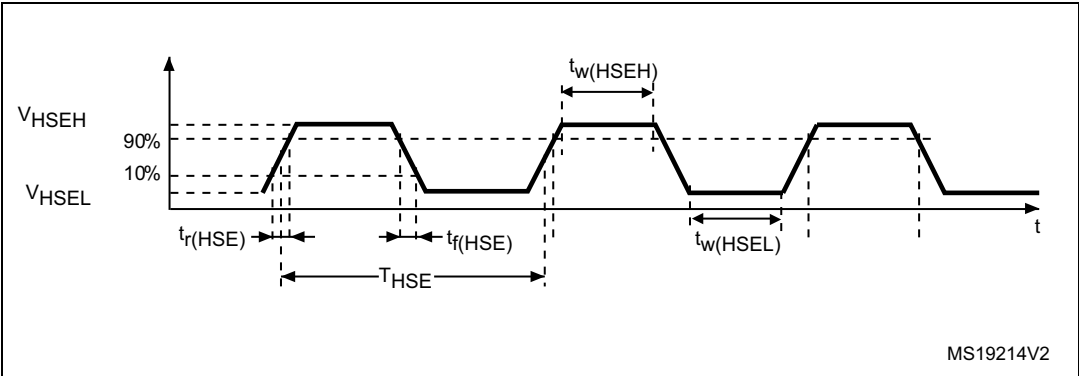 tw(HSEH)
VHSEH
90%
10%
VHSEL
tr(HSE)
tf(HSE)
tw(HSEL)
t
THSE
MS19214V2